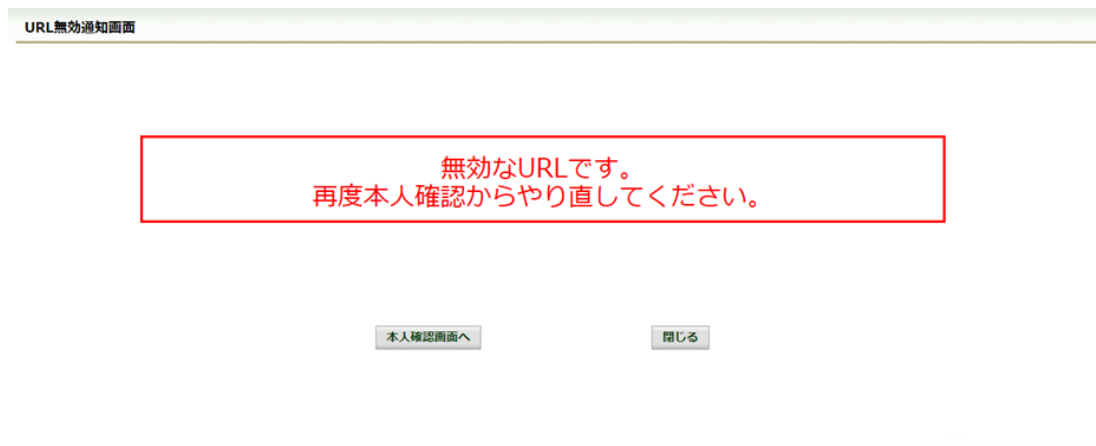 URL無効通知画面
無効なURLです。
再度本人確認からやり直してください。
本人確認画面へ
閉じる